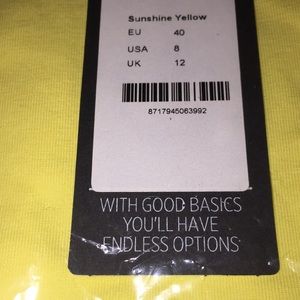 Sunshine Yellow
EU 40
USA 8
UK 12
8717945063992
WITH GOOD BASICS
YOU'LL HAVE
ENDLESS OPTIONS